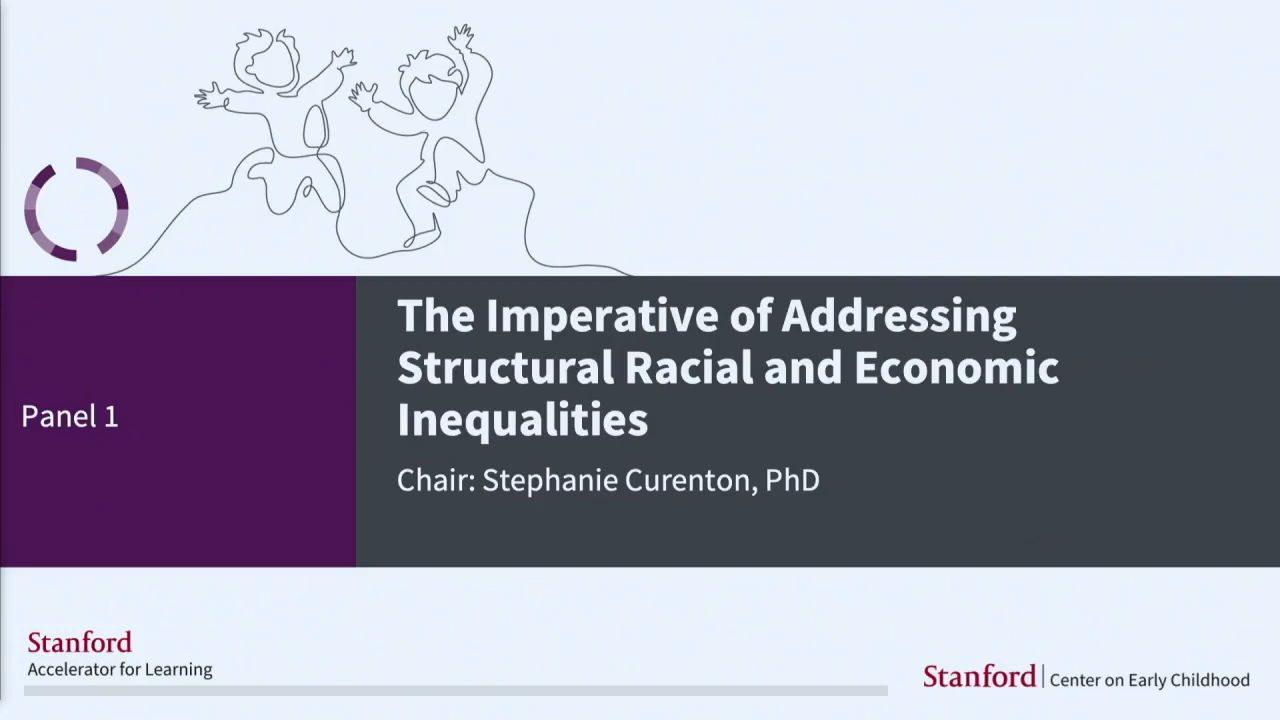 Panel 1
The Imperative of Addressing
Structural Racial and Economic
Inequalities
Chair: Stephanie Curenton, PhD
Stanford
Accelerator for Learning
Stanford | Center on Early Childhood